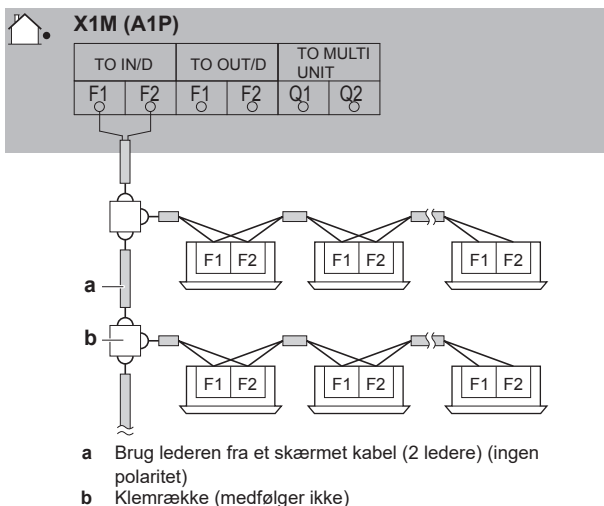 X1M (A1P)
TO IN/D TO OUT/D TO MULTI UNIT
F1 F2 F1 F2 Q1 Q2
F1 F2 F1 F2 F1 F2
a
b
F1 F2 F1 F2 F1 F2
a Brug lederen fra et skærmet kabel (2 ledere) (ingen
polaritet)
b Klemrække (medfølger ikke)